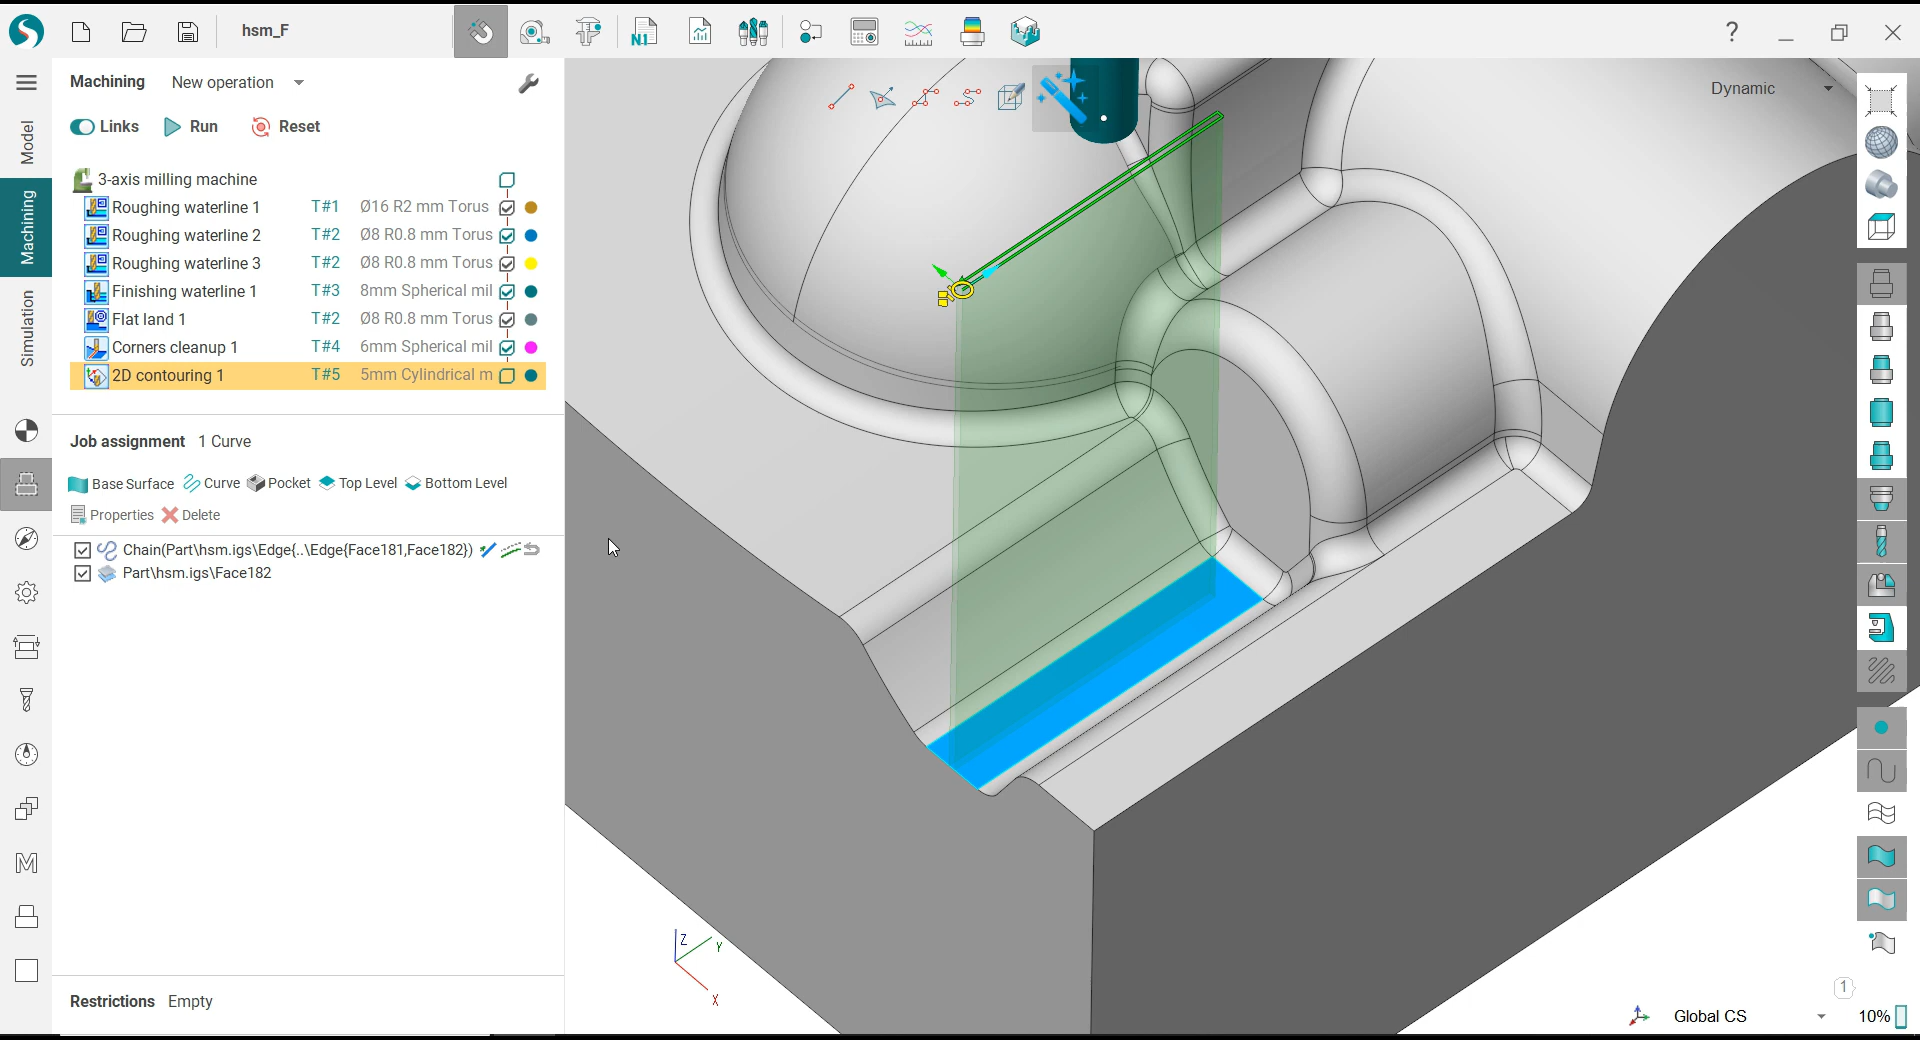 hsm_F
N1
?
Machining New operation
Dynamic
Links Run Reset
Model
Machining
Simulation
3-axis milling machine
Roughing waterline 1 T#1 Ø16 R2 mm Torus
Roughing waterline 2 T#2 Ø8 R0.8 mm Torus
Roughing waterline 3 T#2 Ø8 R0.8 mm Torus
Finishing waterline 1 T#3 8mm Spherical mil
Flat land 1 T#2 Ø8 R0.8 mm Torus
Corners cleanup 1 T#4 6mm Spherical mil
2D contouring 1 T#5 5mm Cylindrical m
Job assignment 1 Curve
Base Surface Curve Pocket Top Level Bottom Level
Properties Delete
Chain(Part\hsm.igs\Edge{..\Edge{Face181,Face182})
Part\hsm.igs\Face182
M
Z
Y
X
Restrictions Empty
1
Global CS 10%